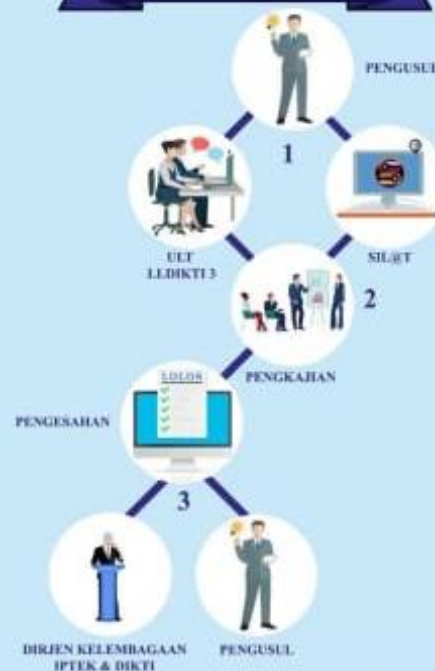 PENGUSUL
1
ULT
LLDIKTI 3
SIL@T
2
PENGKAJIAN
LOLOS
PENGESAHAN
3
DIRJEN KELEMBAGAAN
IPTEK & DIKTI
PENGUSUL